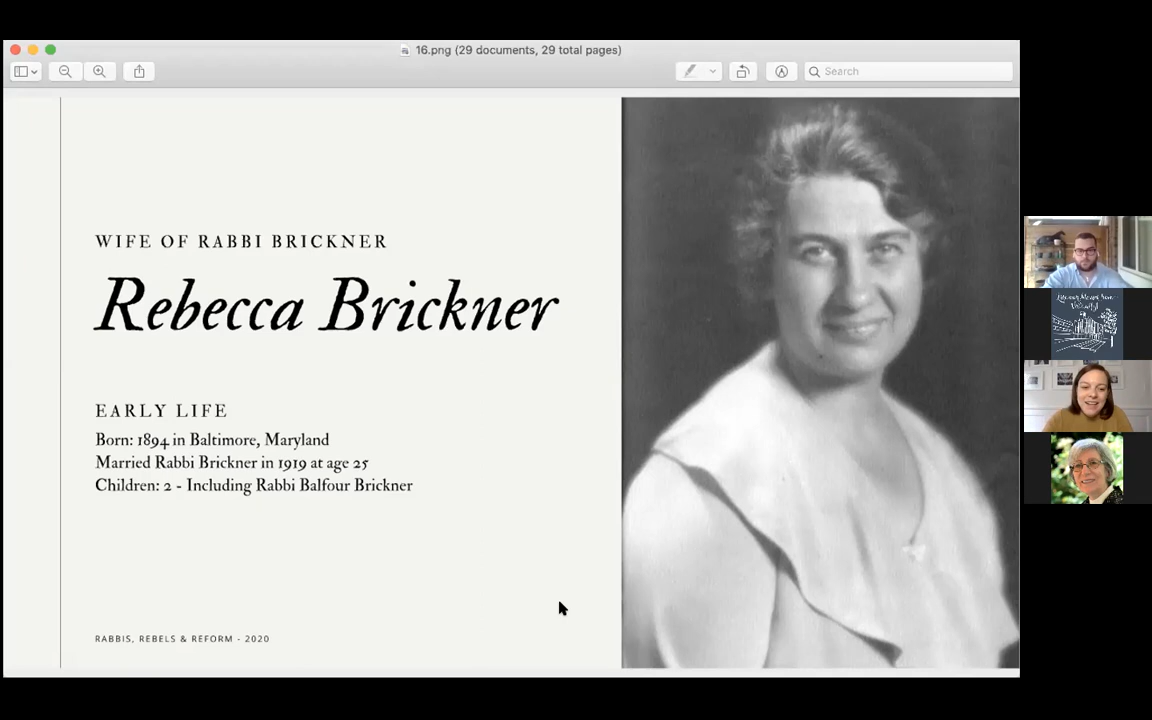 16.png (29 documents, 29 total pages)
Search
WIFE OF RABBI BRICKNER
Rebecca Brickner
EARLY LIFE
Born: 1894 in Baltimore, Maryland
Married Rabbi Brickner in 1919 at age 25
Children: 2 - Including Rabbi Balfour Brickner
RABBIS, REBELS & REFORM - 2020